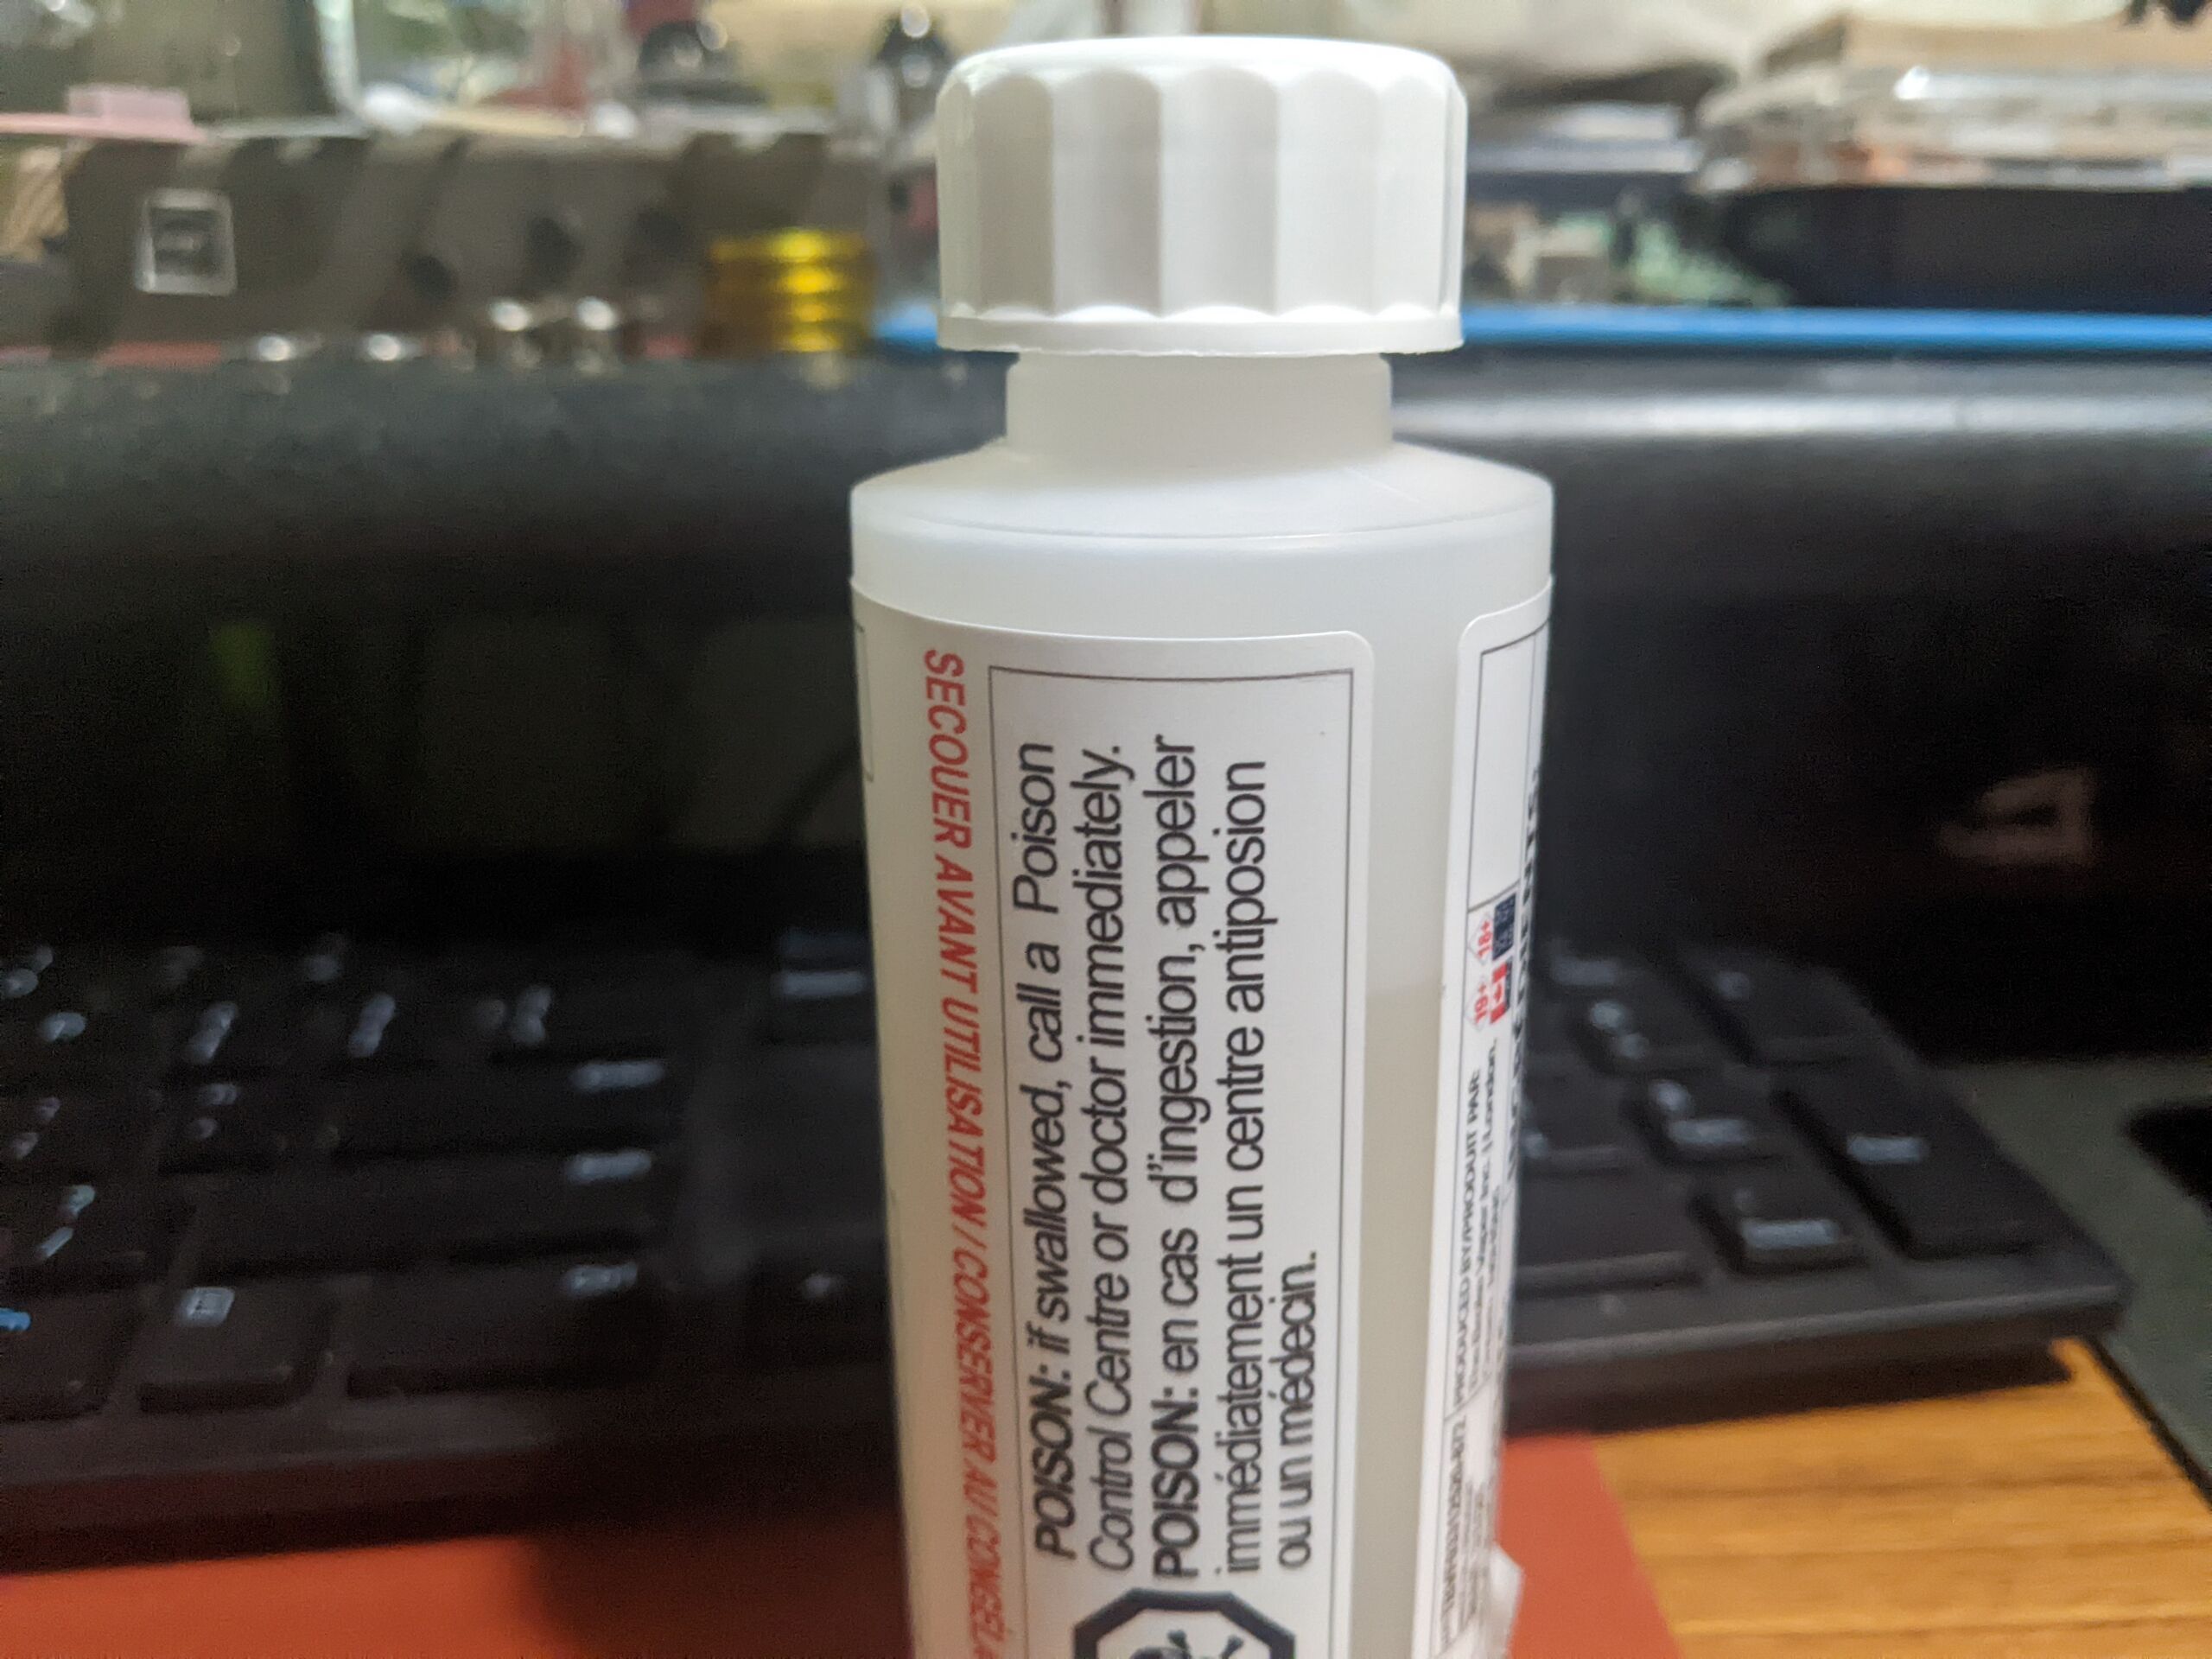 SECOUER AVANT UTILISATION / CONSERVER AU CONGÉLA
POISON: if swallowed, call a Poison
Control Centre or doctor immediately.
POISON: en cas d'ingestion, appeler
immédiatement un centre antiposion
ou un médecin.
19+ 18+
PRODUCED BY/PRODUIT PAR: